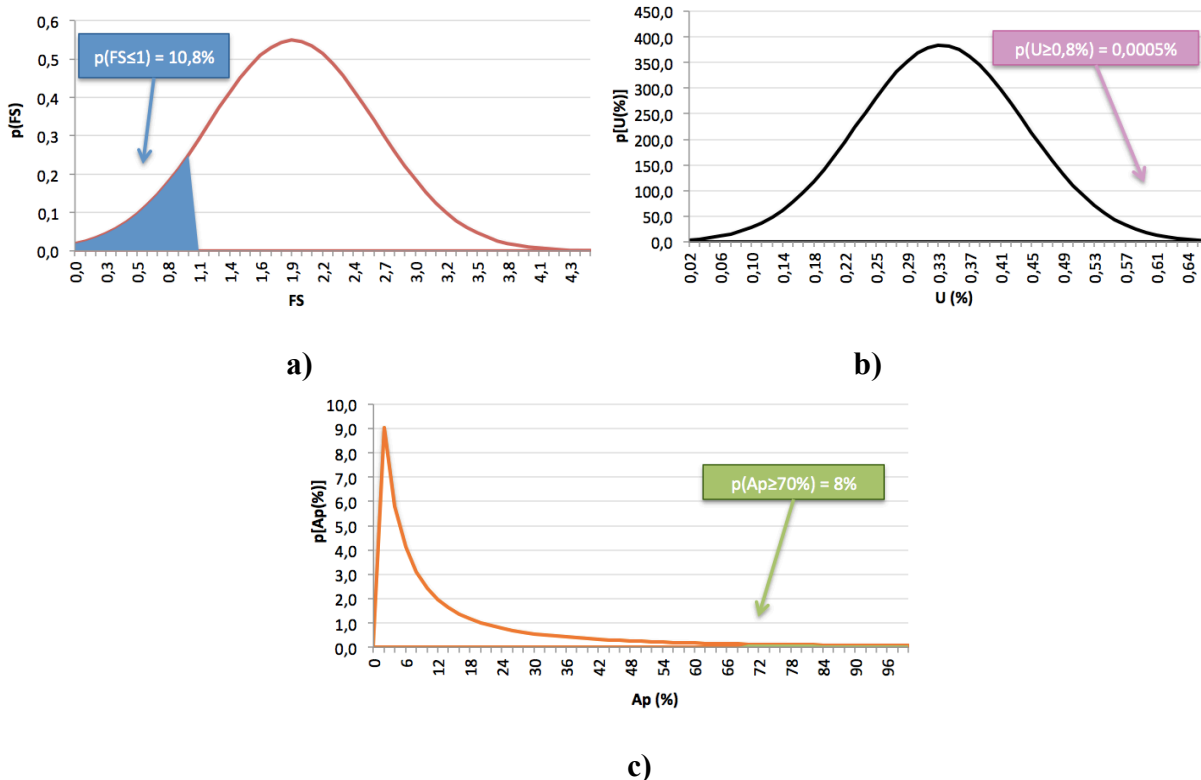 0,6
0,5
0,4
0,3
0,2
0,1
0,0
p(FS)
p(FS≤1) = 10,8%
0,0 0,3 0,5 0,8 1,1 1,4 1,6 1,9 2,2 2,4 2,7 3,0 3,3 3,5 3,8 4,1 4,3
FS
a)
450,0
400,0
350,0
300,0
250,0
200,0
150,0
100,0
50,0
0,0
p[U(%)]
p(U≥0,8%) = 0,0005%
0,02 0,06 0,10 0,14 0,18 0,22 0,25 0,29 0,33 0,37 0,41 0,45 0,49 0,53 0,57 0,61 0,64
U (%)
b)
10,0
9,0
8,0
7,0
6,0
5,0
4,0
3,0
2,0
1,0
0,0
p[Ap(%)]
p(Ap≥70%) = 8%
0 6 12 18 24 30 36 42 48 54 60 66 72 78 84 90 96
Ap (%)
c)